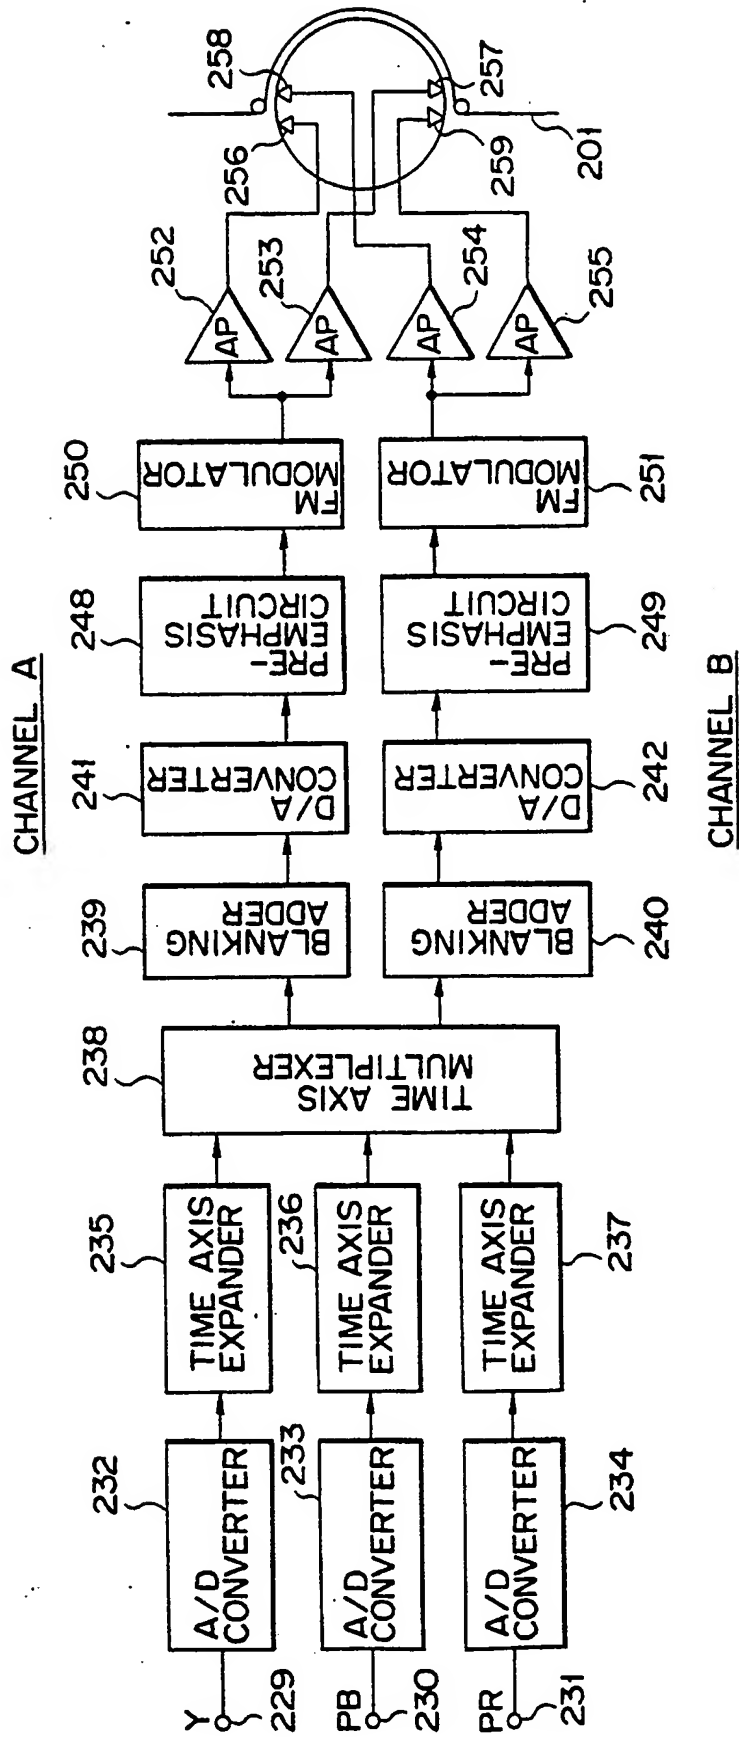 CHANNEL A
Y
229
232
A/D
CONVERTER
235
TIME AXIS
EXPANDER
PB
230
233
A/D
CONVERTER
236
TIME AXIS
EXPANDER
PR
231
234
A/D
CONVERTER
237
TIME AXIS
EXPANDER
238
TIME AXIS
MULTIPLEXER
239
BLANKING
ADDER
241
D/A
CONVERTER
248
PRE-
EMPHASIS
CIRCUIT
250
FM
MODULATOR
240
BLANKING
ADDER
242
D/A
CONVERTER
249
PRE-
EMPHASIS
CIRCUIT
251
FM
MODULATOR
252
AP
253
AP
254
AP
255
AP
256
258
259
257
201
CHANNEL B